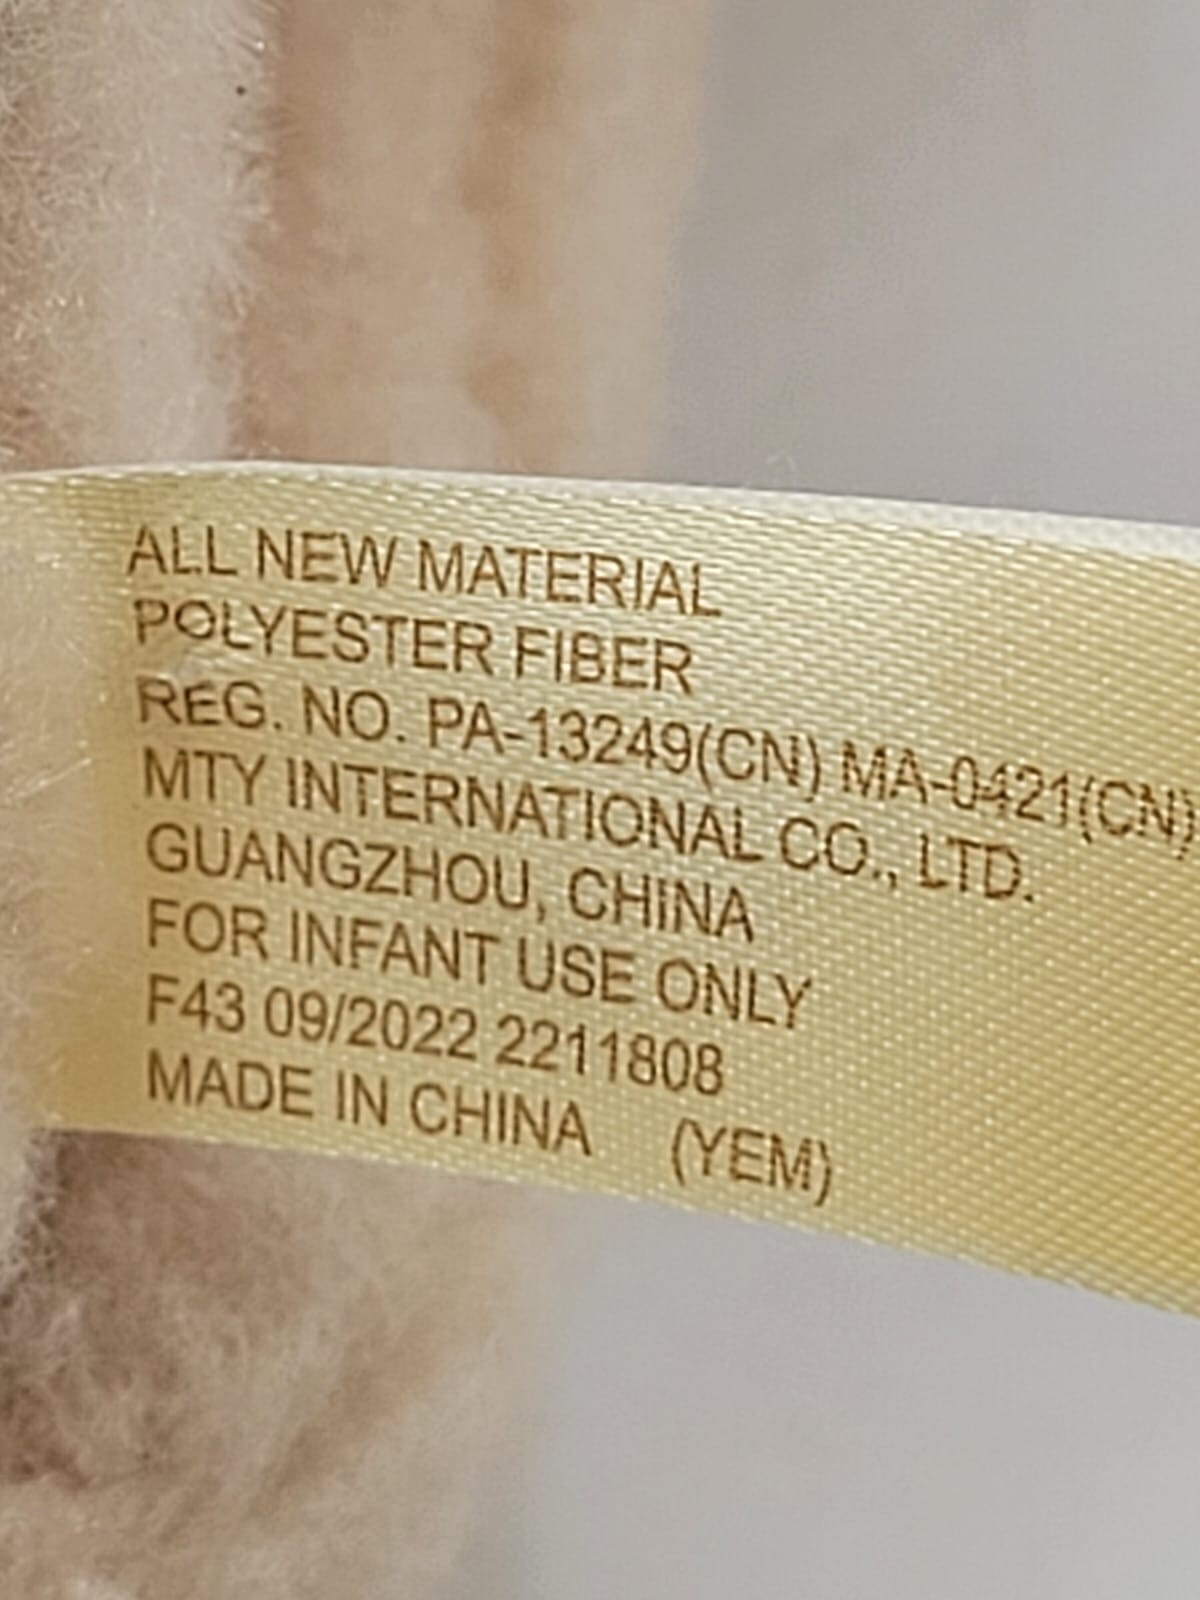 ALL NEW MATERIAL
POLYESTER FIBER
REG. NO. PA-13249(CN) MA-0421(CN)
MTY INTERNATIONAL CO., LTD.
GUANGZHOU, CHINA
FOR INFANT USE ONLY
F43 09/2022 2211808
MADE IN CHINA (YEM)